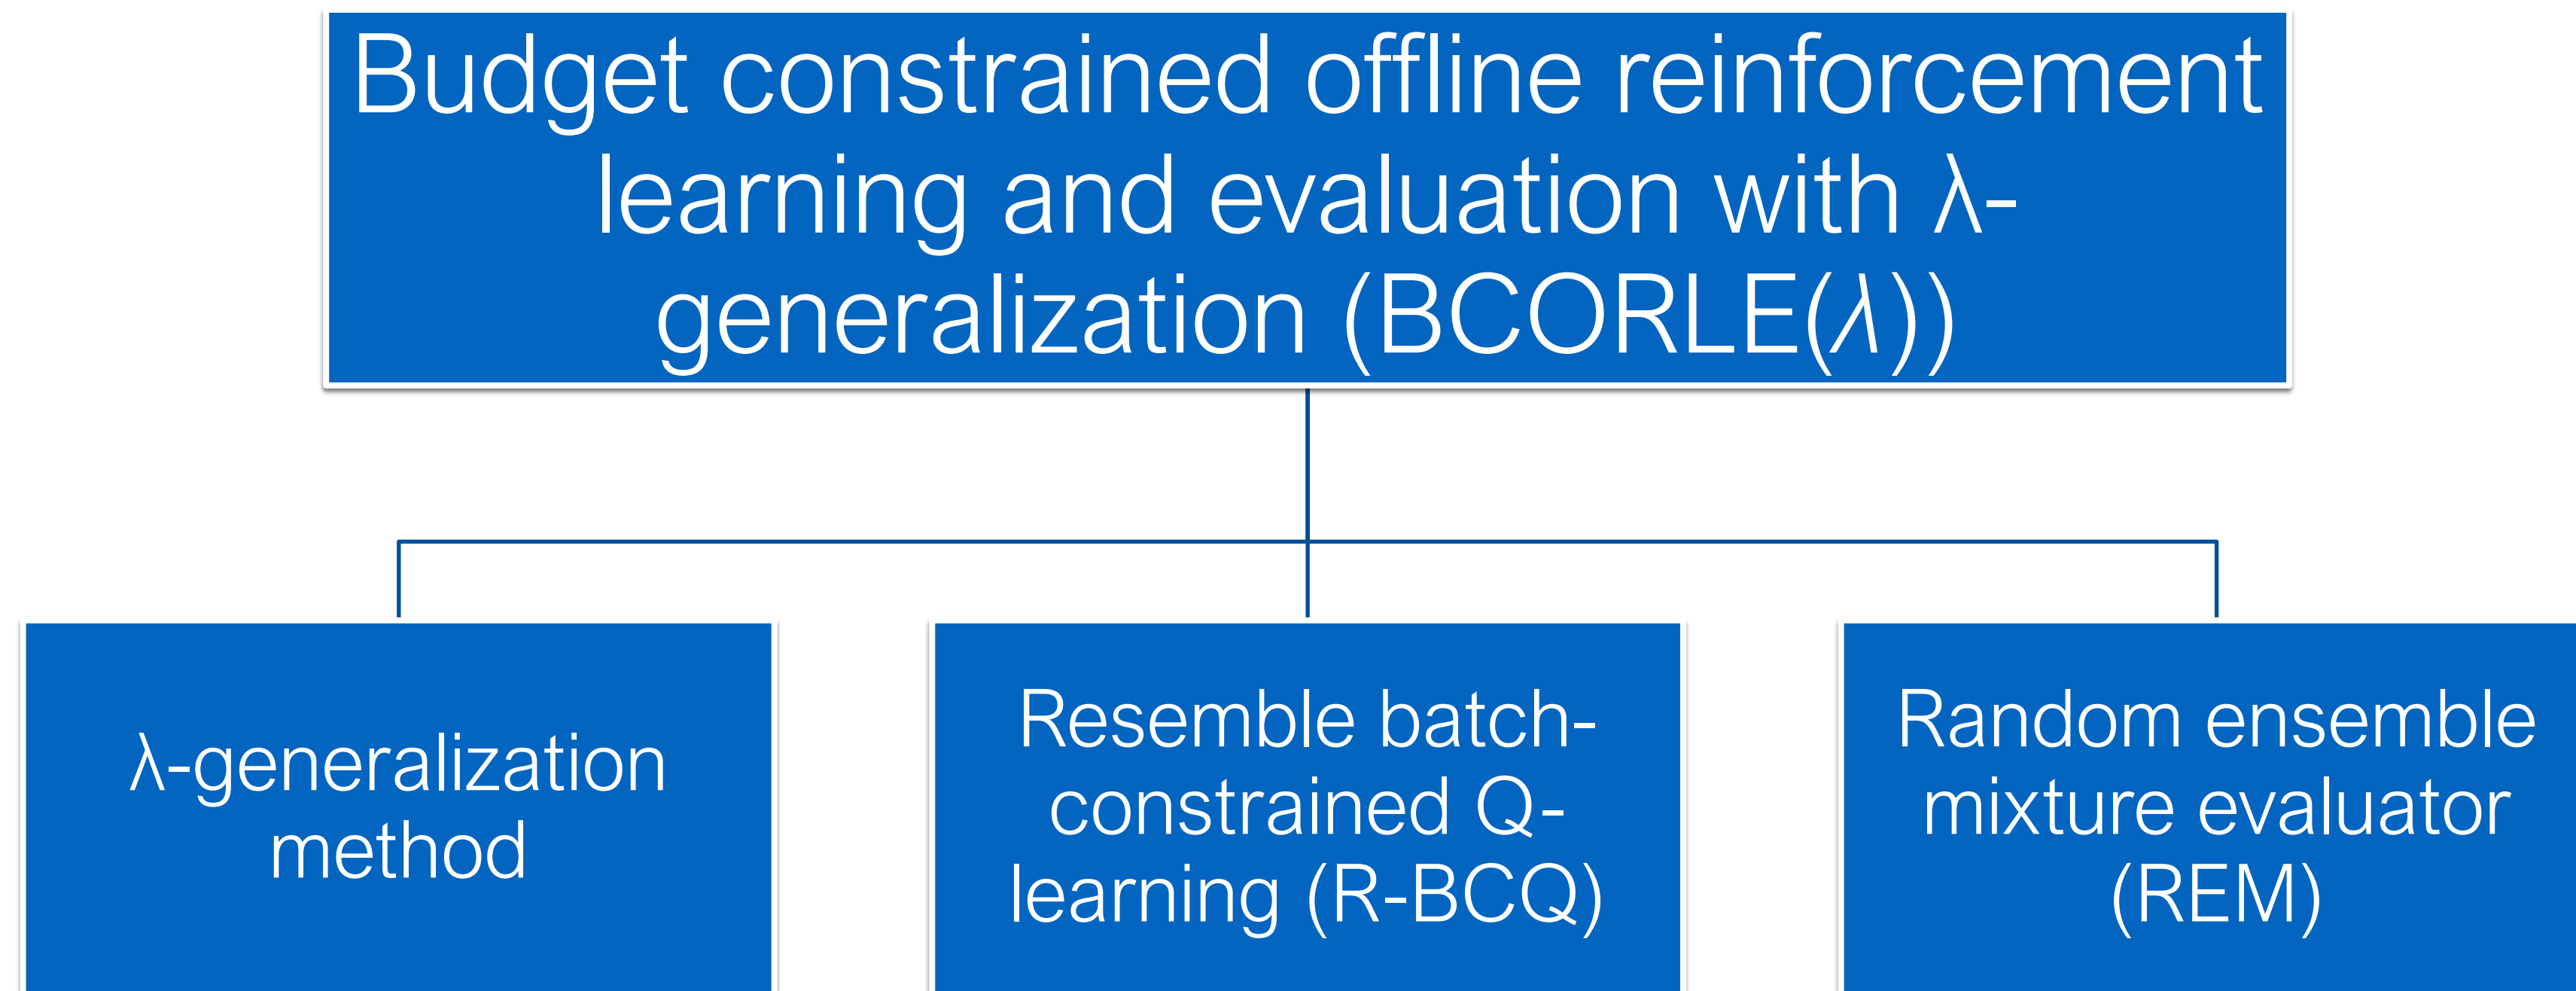 Budget constrained offline reinforcement
learning and evaluation with λ-
generalization (BCORLE(λ))
λ-generalization
method
Resemble batch-
constrained Q-
learning (R-BCQ)
Random ensemble
mixture evaluator
(REM)